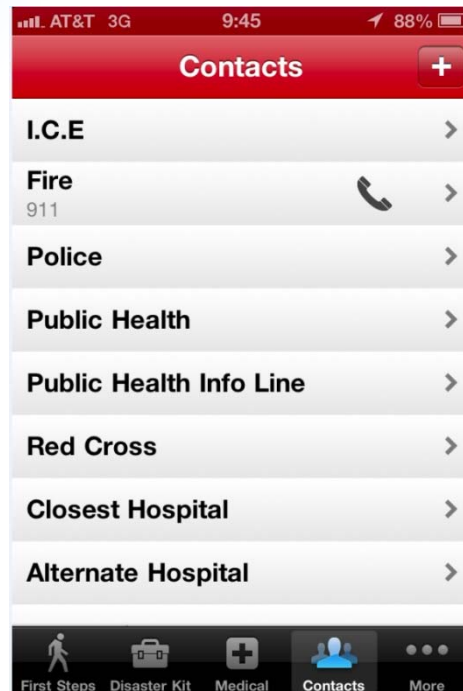 AT&T 3G 9:45 88%
Contacts +
I.C.E
Fire
911
Police
Public Health
Public Health Info Line
Red Cross
Closest Hospital
Alternate Hospital
First Steps Disaster Kit Medical Contacts More